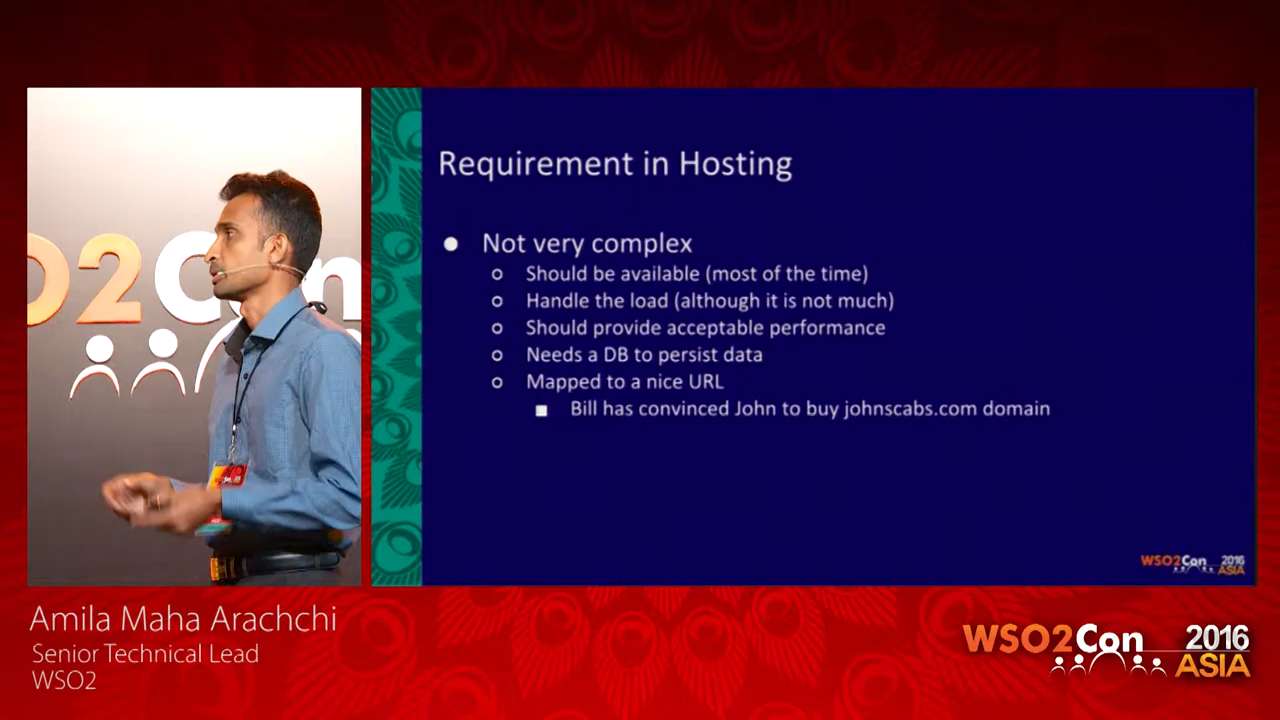 O2Con
Requirement in Hosting
● Not very complex
○ Should be available (most of the time)
○ Handle the load (although it is not much)
○ Should provide acceptable performance
○ Needs a DB to persist data
○ Mapped to a nice URL
■ Bill has convinced John to buy johnscabs.com domain
WSO2Con 2016
ASIA
Amila Maha Arachchi
Senior Technical Lead
WSO2
WSO2Con 2016
ASIA